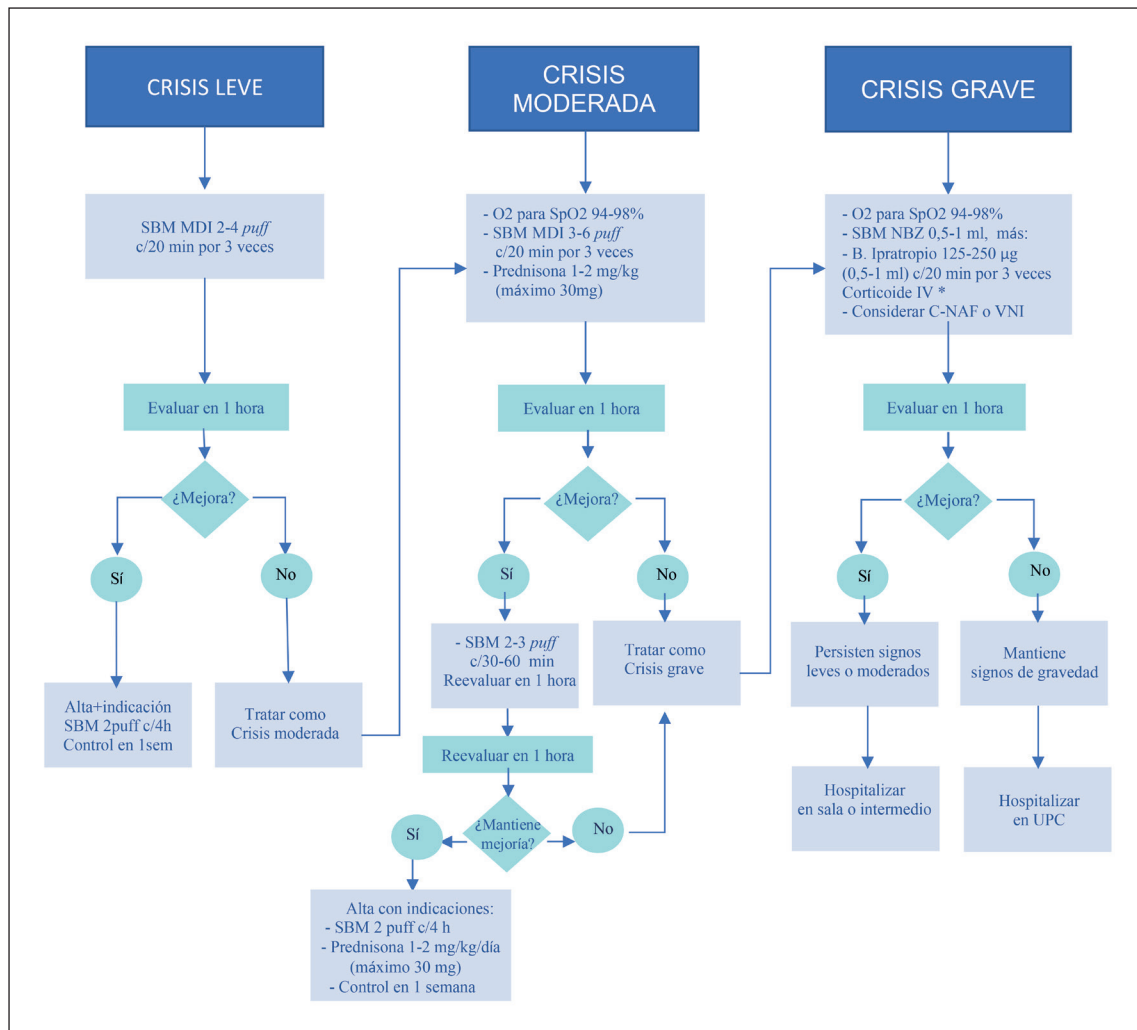 CRISIS LEVE
SBM MDI 2-4 puff
c/20 min por 3 veces
Evaluar en 1 hora
¿Mejora?
Sí
No
Alta+indicación
SBM 2puff c/4h
Control en 1sem
Tratar como
Crisis moderada
CRISIS
MODERADA
- O2 para SpO2 94-98%
- SBM MDI 3-6 puff
c/20 min por 3 veces
- Prednisona 1-2 mg/kg
(máximo 30mg)
Evaluar en 1 hora
¿Mejora?
Sí
No
- SBM 2-3 puff
c/30-60 min
Reevaluar en 1 hora
Tratar como
Crisis grave
Reevaluar en 1 hora
¿Mantiene
mejoría?
Sí
No
Alta con indicaciones:
- SBM 2 puff c/4 h
- Prednisona 1-2 mg/kg/día
(máximo 30 mg)
- Control en 1 semana
CRISIS GRAVE
- O2 para SpO2 94-98%
- SBM NBZ 0,5-1 ml, más:
- B. Ipratropio 125-250 µg
(0,5-1 ml) c/20 min por 3 veces
Corticoide IV *
- Considerar C-NAF o VNI
Evaluar en 1 hora
¿Mejora?
Sí
No
Persisten signos
leves o moderados
Mantiene
signos de gravedad
Hospitalizar
en sala o intermedio
Hospitalizar
en UPC